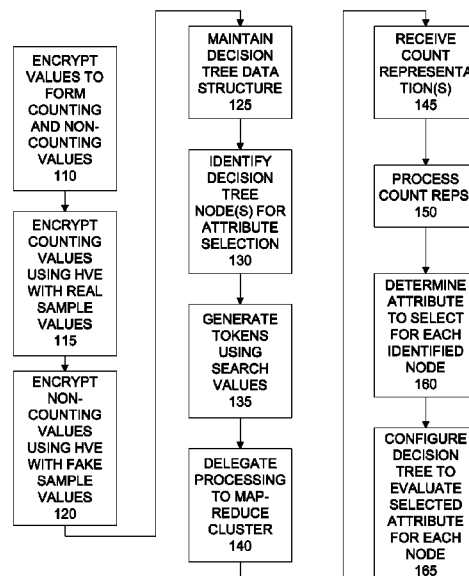 ENCRYPT
VALUES TO
FORM
COUNTING
AND NON-
COUNTING
VALUES
110
ENCRYPT
COUNTING
VALUES
USING HVE
WITH REAL
SAMPLE
VALUES
115
ENCRYPT
NON-
COUNTING
VALUES
USING HVE
WITH FAKE
SAMPLE
VALUES
120
MAINTAIN
DECISION
TREE DATA
STRUCTURE
125
IDENTIFY
DECISION
TREE
NODE(S) FOR
ATTRIBUTE
SELECTION
130
GENERATE
TOKENS
USING
SEARCH
VALUES
135
DELEGATE
PROCESSING
TO MAP-
REDUCE
CLUSTER
140
RECEIVE
COUNT
REPRESENTA
TION(S)
145
PROCESS
COUNT REPS.
150
DETERMINE
ATTRIBUTE
TO SELECT
FOR EACH
IDENTIFIED
NODE
160
CONFIGURE
DECISION
TREE TO
EVALUATE
SELECTED
ATTRIBUTE
FOR EACH
NODE
165